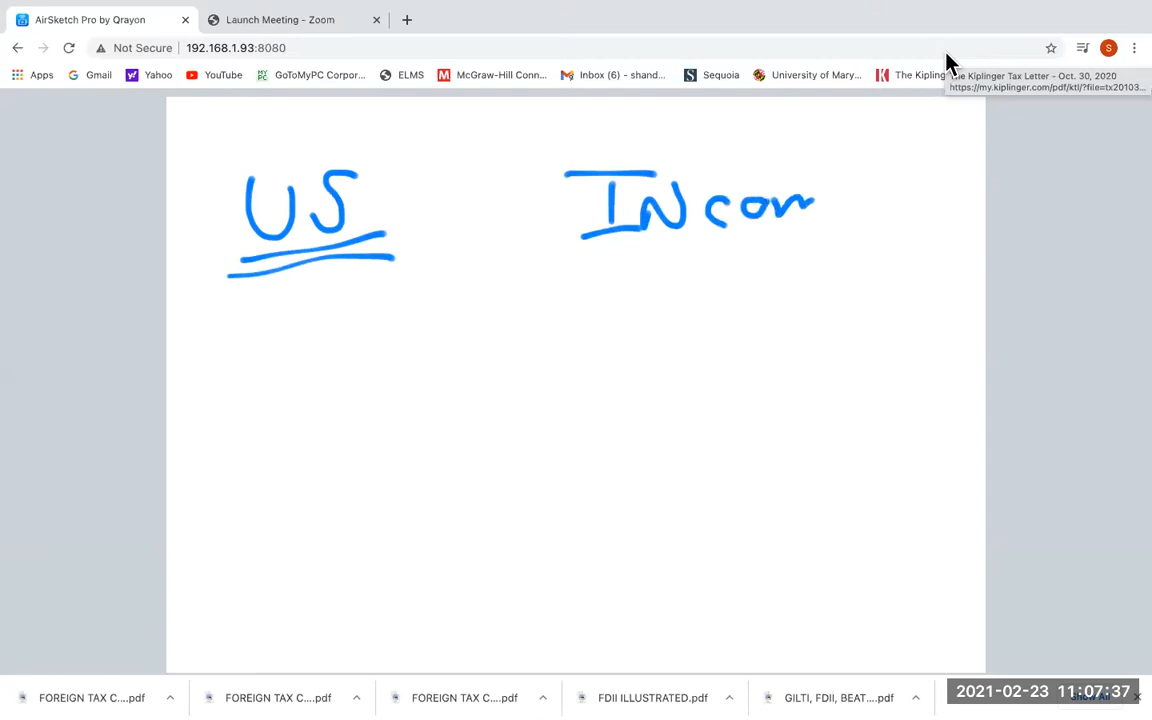 AirSketch Pro by Qrayon
Launch Meeting - Zoom
Not Secure 192.168.1.93:8080
S
Apps Gmail Yahoo YouTube GoToMyPC Corpor... ELMS McGraw-Hill Conn... Inbox (6) - shand... Sequoia University of Mary... The Kipling
The Kiplinger Tax Letter - Oct. 30, 2020
https://my.kiplinger.com/pdf/ktl/?file=tx20103...
US INcom
FOREIGN TAX C....pdf FOREIGN TAX C....pdf FOREIGN TAX C....pdf FDII ILLUSTRATED.pdf GILTI, FDII, BEAT....pdf Show All
2021-02-23 11:07:37